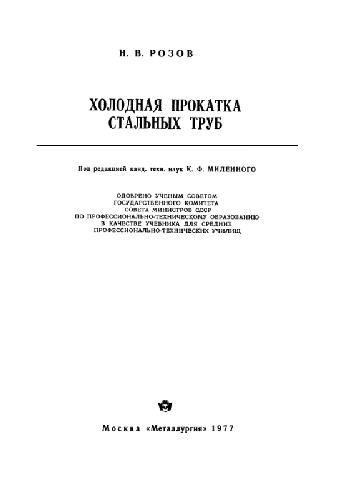 Н. В. РОЗОВ
ХОЛОДНАЯ ПРОКАТКА
СТАЛЬНЫХ ТРУБ
Под редакцией канд. техн. наук К. Ф. МИЛЕННОГО
ОДОБРЕНО УЧЕНЫМ СОВЕТОМ
ГОСУДАРСТВЕННОГО КОМИТЕТА
СОВЕТА МИНИСТРОВ СССР
ПО ПРОФЕССИОНАЛЬНО-ТЕХНИЧЕСКОМУ ОБРАЗОВАНИЮ
В КАЧЕСТВЕ УЧЕБНИКА ДЛЯ СРЕДНИХ
ПРОФЕССИОНАЛЬНО-ТЕХНИЧЕСКИХ УЧИЛИЩ
Москва «Металлургия» 1977